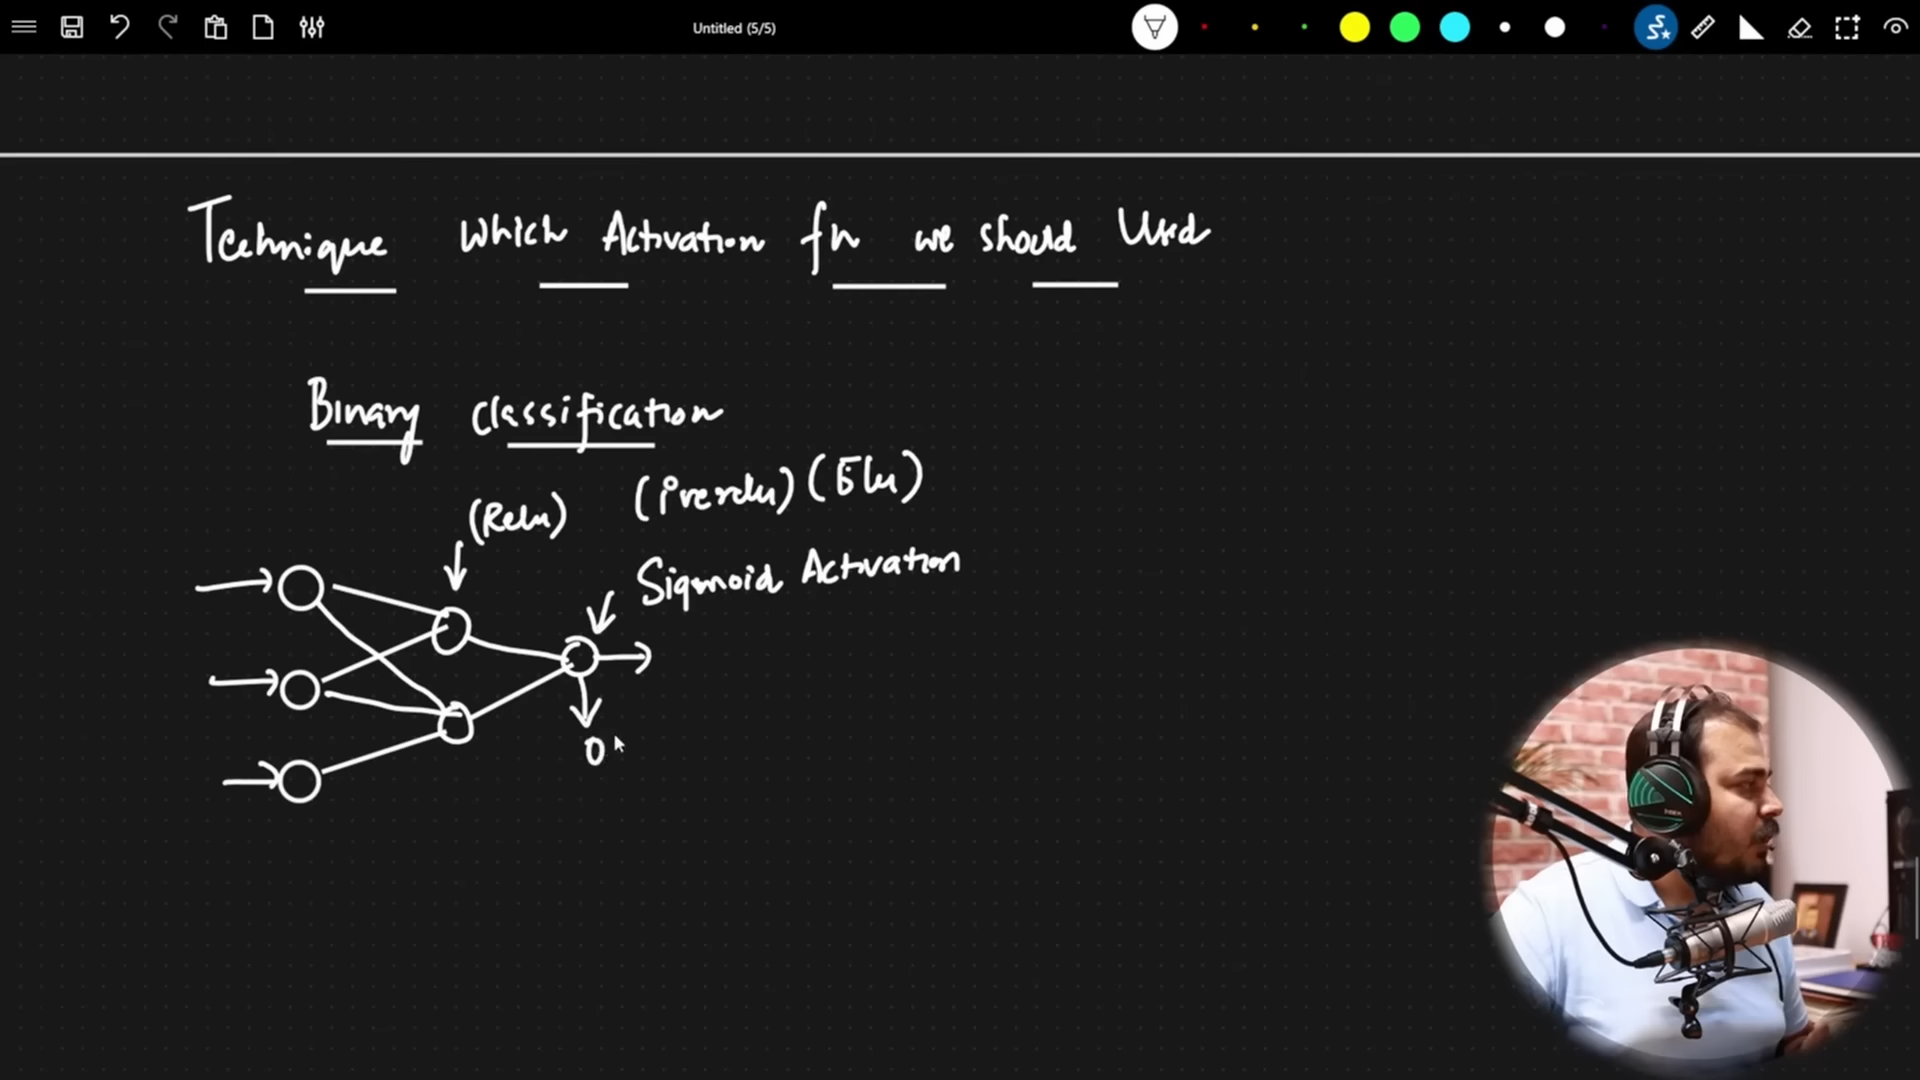 Untitled (5/5)
Technique Which Activation fn we should Used
Binary Classification
(Relu) (Prerelu) (Elu)
Sigmoid Activation
0